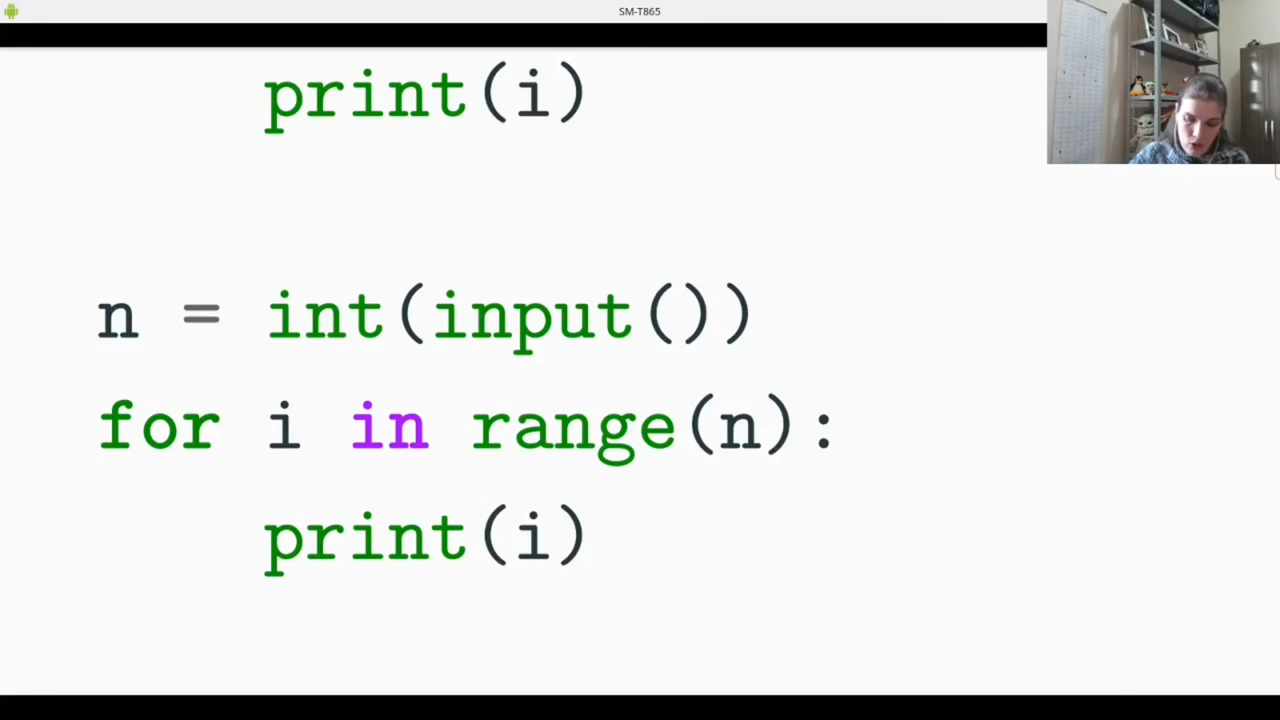 SM-T865
print(i)
n = int(input())
for i in range(n):
print(i)